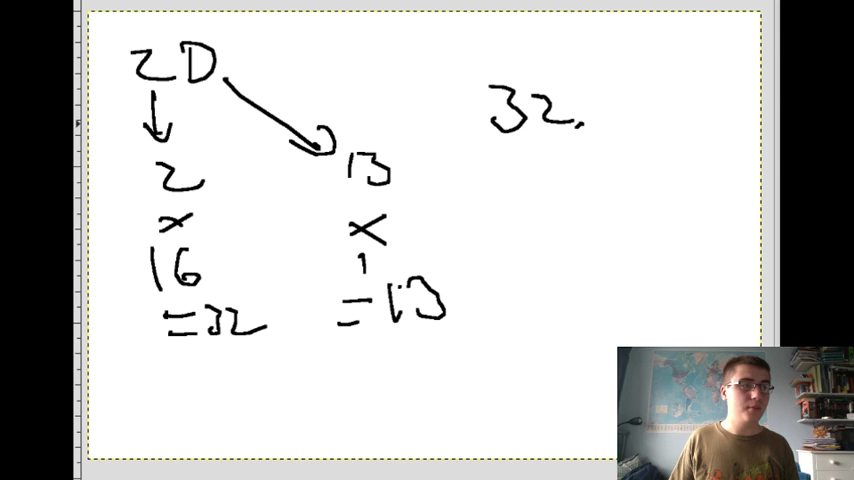 2D
32.
2 13
x x
16 1
=32 =13